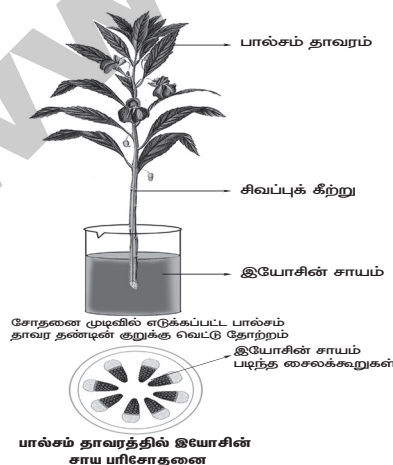 பால்சம் தாவரம்
சிவப்புக் கீற்று
இயோசின் சாயம்
சோதனை முடிவில் எடுக்கப்பட்ட பால்சம்
தாவர தண்டின் குறுக்கு வெட்டு தோற்றம்
இயோசின் சாயம்
படிந்த சைலக்கூறுகள்
பால்சம் தாவரத்தில் இயோசின்
சாய பரிசோதனை